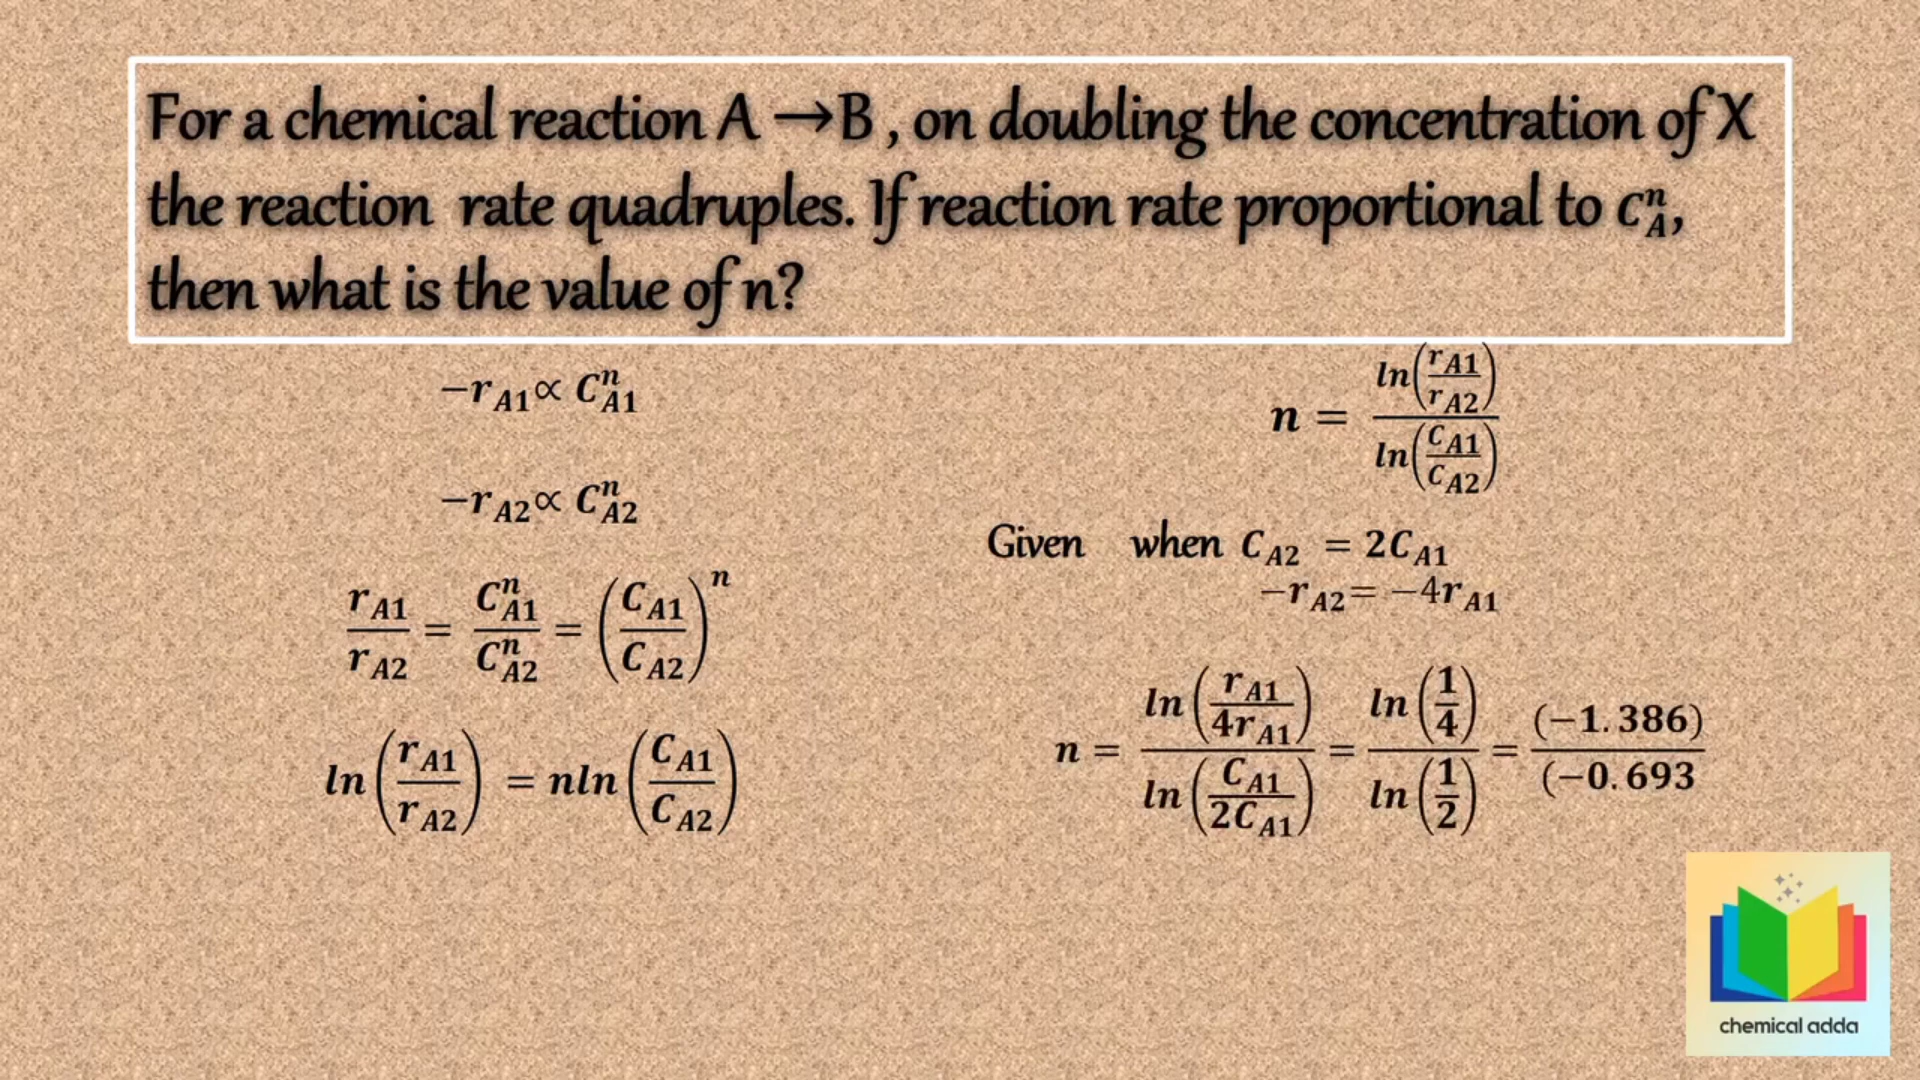 For a chemical reaction A →B , on doubling the concentration of X
the reaction rate quadruples. If reaction rate proportional to C_A^n,
then what is the value of n?
−r_A1 ∝ C_A1^n
−r_A2 ∝ C_A2^n
r_A1/r_A2 = C_A1^n/C_A2^n = (C_A1/C_A2)^n
ln(r_A1/r_A2) = nln(C_A1/C_A2)
n = ln(r_A1/r_A2)/ln(C_A1/C_A2)
Given when C_A2 = 2C_A1
−r_A2= −4r_A1
n = ln(r_A1/4r_A1)/ln(C_A1/2C_A1) = ln(1/4)/ln(1/2) = (−1.386)/(−0.693
chemical adda